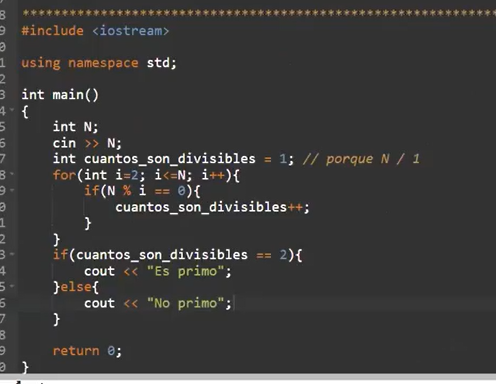 8 ******************************************************************
9 #include <iostream>
0
1 using namespace std;
2
3 int main()
4 {
5 int N;
6 cin >> N;
7 int cuantos_son_divisibles = 1; // porque N / 1
8 for(int i=2; i<=N; i++){
9 if(N % i == 0){
0 cuantos_son_divisibles++;
1 }
2 }
3 if(cuantos_son_divisibles == 2){
4 cout << "Es primo";
5 }else{
6 cout << "No primo";
7 }
8
9 return 0;
0 }